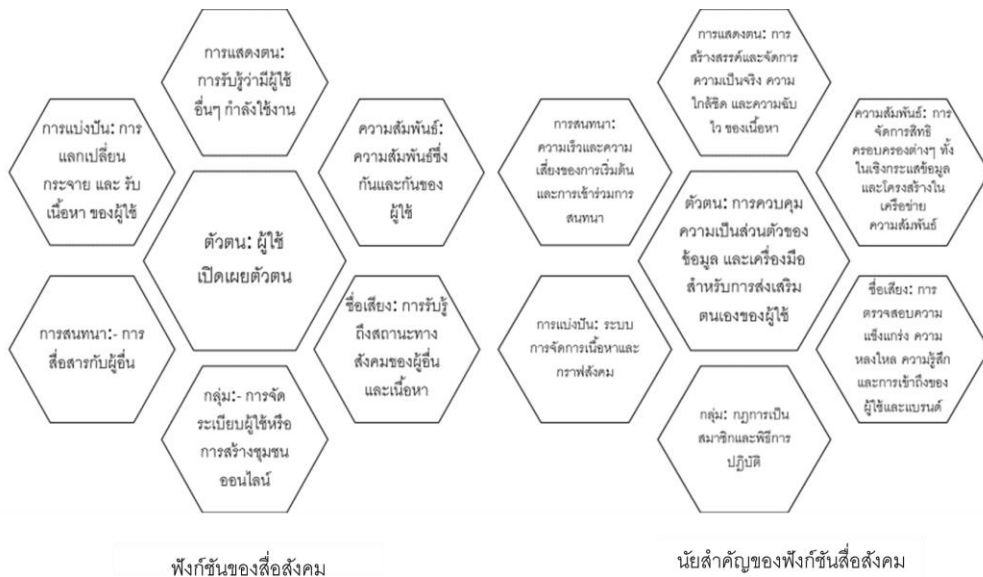 การแสดงตน:
การรับรู้ว่ามีผู้ใช้
อื่นๆ กำลังใช้งาน
การแบ่งปัน: การ
แลกเปลี่ยน
กระจาย และ รับ
เนื้อหา ของผู้ใช้
ความสัมพันธ์:
ความสัมพันธ์ซึ่ง
กันและกันของ
ผู้ใช้
ตัวตน: ผู้ใช้
เปิดเผยตัวตน
การสนทนา:- การ
สื่อสารกับผู้อื่น
ชื่อเสียง: การรับรู้
ถึงสถานะทาง
สังคมของผู้อื่น
และเนื้อหา
กลุ่ม:- การจัด
ระเบียบผู้ใช้หรือ
การสร้างชุมชน
ออนไลน์
ฟังก์ชันของสื่อสังคม
การแสดงตน: การ
สร้างสรรค์และจัดการ
ความเป็นจริง ความ
ใกล้ชิด และความฉับ
ไว ของเนื้อหา
การสนทนา:
ความเร็วและความ
เสี่ยงของการเริ่มต้น
และการเข้าร่วมการ
สนทนา
ความสัมพันธ์: การ
จัดการสิทธิ
ครอบครองต่างๆ ทั้ง
ในเชิงกระแสข้อมูล
และโครงสร้างใน
เครือข่าย
ความสัมพันธ์
ตัวตน: การควบคุม
ความเป็นส่วนตัวของ
ข้อมูล และเครื่องมือ
สำหรับการส่งเสริม
ตนเองของผู้ใช้
การแบ่งปัน: ระบบ
การจัดการเนื้อหาและ
กราฟสังคม
ชื่อเสียง: การ
ตรวจสอบความ
แข็งแกร่ง ความ
หลงใหล ความรู้สึก
และการเข้าถึงของ
ผู้ใช้และแบรนด์
กลุ่ม: กฎการเป็น
สมาชิกและพิธีการ
ปฏิบัติ
นัยสำคัญของฟังก์ชันสื่อสังคม